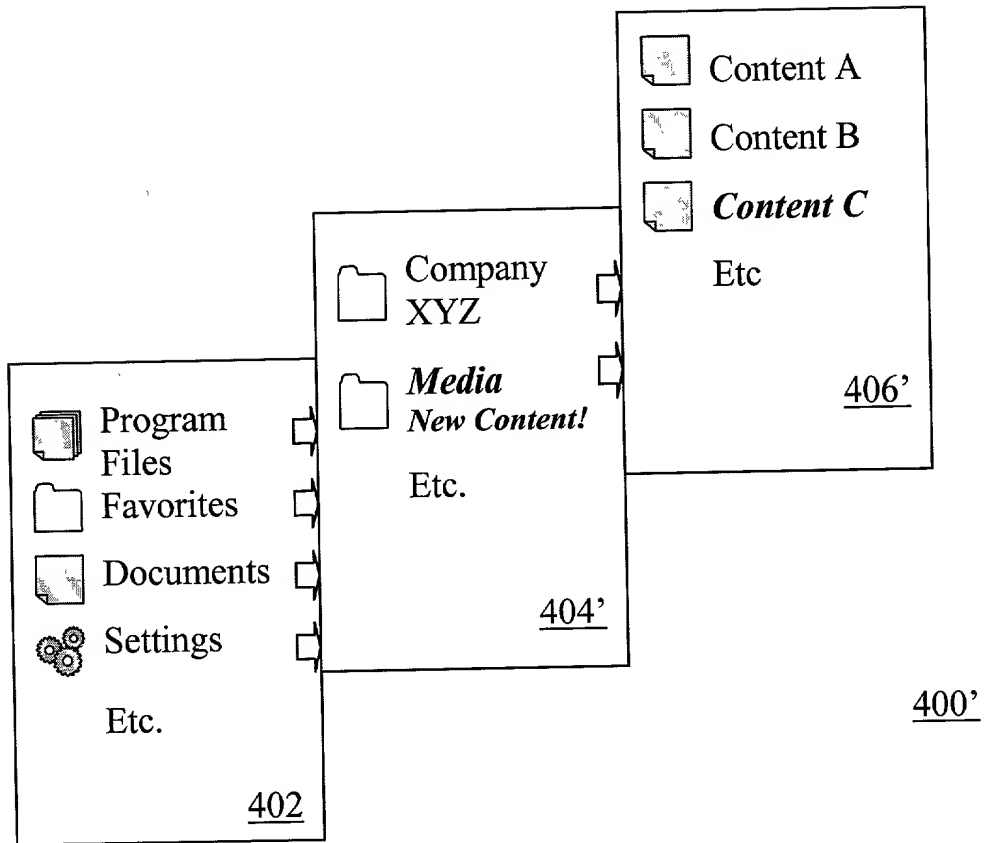 Content A
Content B
Content C
Etc
406’
Company
XYZ
Media
New Content!
Etc.
404’
Program
Files
Favorites
Documents
Settings
Etc.
402
400’